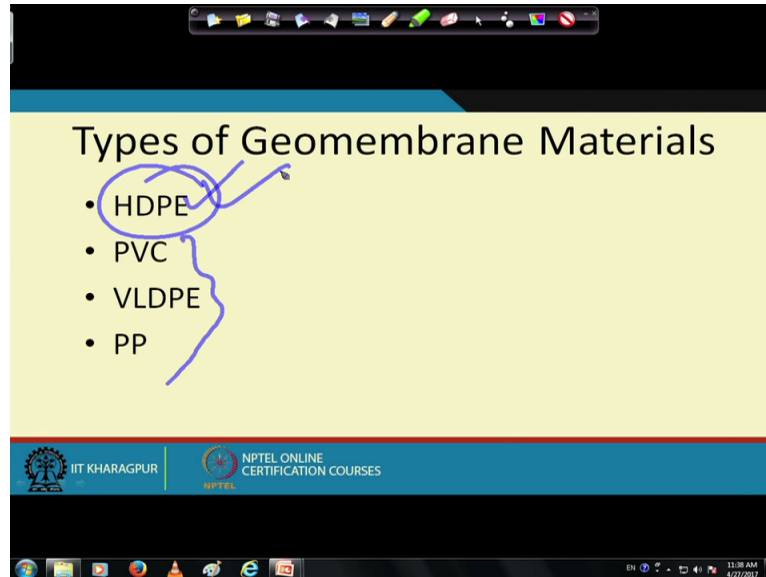 Types of Geomembrane Materials
• HDPE
• PVC
• VLDPE
• PP
IIT KHARAGPUR
NPTEL
NPTEL ONLINE
CERTIFICATION COURSES
EN
11:38 AM
4/27/2017